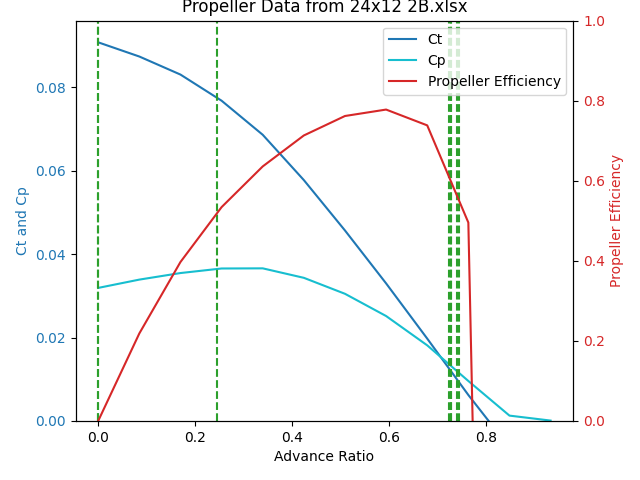 Propeller Data from 24x12 2B.xlsx
Ct
Cp
Propeller Efficiency
Ct and Cp
0.00
0.02
0.04
0.06
0.08
0.0
0.2
0.4
0.6
0.8
Advance Ratio
0.0
0.2
0.4
0.6
0.8
1.0
Propeller Efficiency